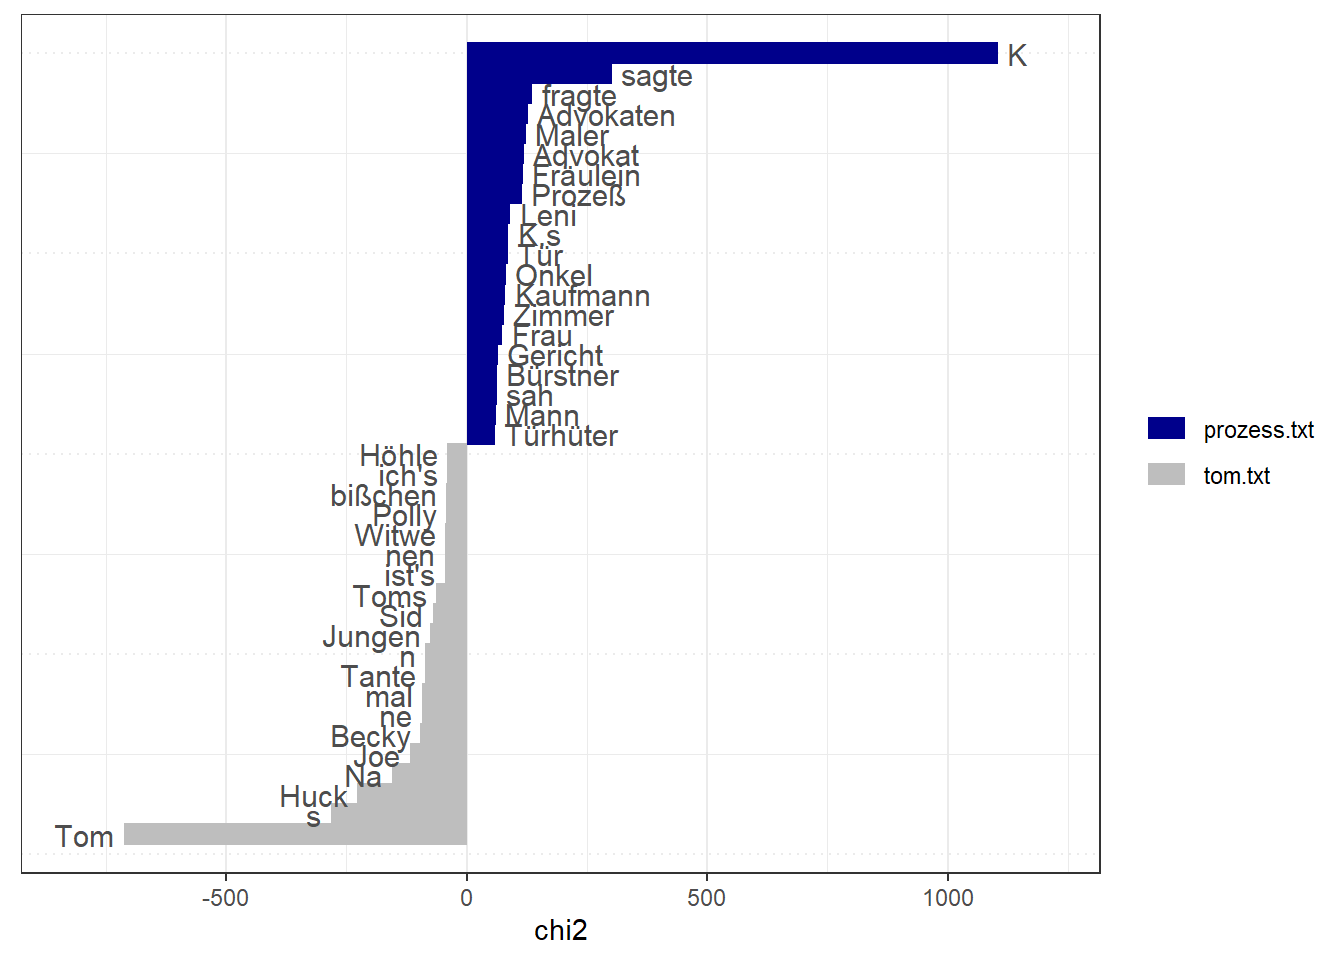 K
sagte
fragte
Advokaten
Maler
Advokat
Fräulein
Prozeß
Leni
K.s
Tür
Onkel
Kaufmann
Zimmer
Frau
Gericht
Bürstner
sah
Mann
Türhüter
Höhle
ich's
bißchen
Polly
Witwe
nen
ist's
Toms
Sid
Jungen
n
Tante
mal
ne
Becky
Joe
Na
Huck
s
Tom
prozess.txt
tom.txt
-500 0 500 1000
chi2